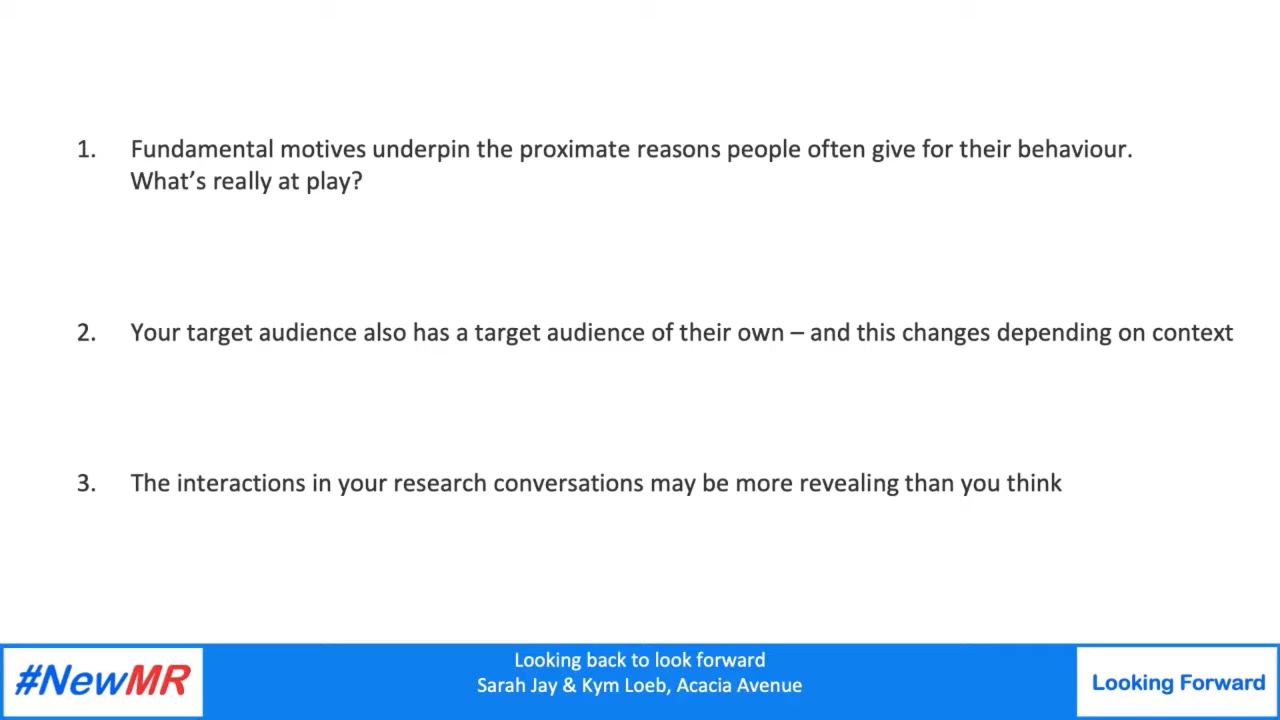 1. Fundamental motives underpin the proximate reasons people often give for their behaviour.
What’s really at play?
2. Your target audience also has a target audience of their own – and this changes depending on context
3. The interactions in your research conversations may be more revealing than you think
#NewMR
Looking back to look forward
Sarah Jay & Kym Loeb, Acacia Avenue
Looking Forward